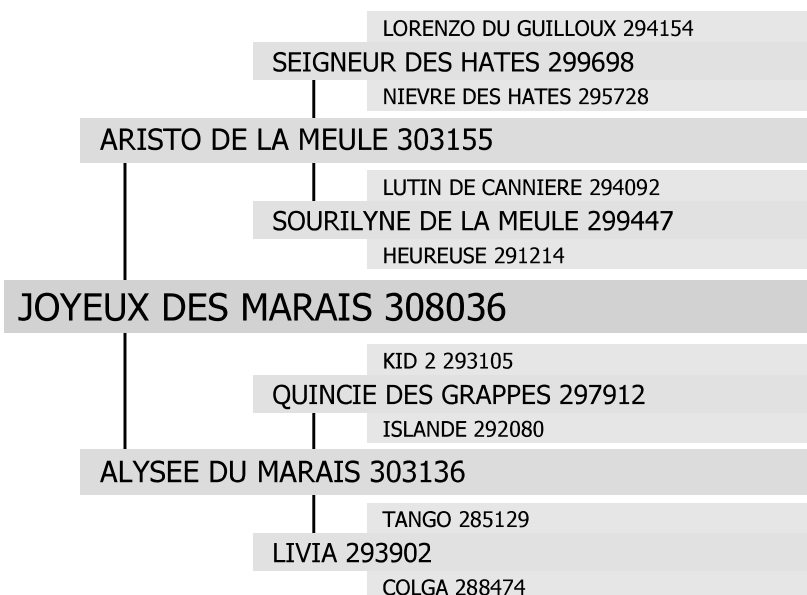 LORENZO DU GUILLOUX 294154
SEIGNEUR DES HATES 299698
NIEVRE DES HATES 295728
ARISTO DE LA MEULE 303155
LUTIN DE CANNIERE 294092
SOURILYNE DE LA MEULE 299447
HEUREUSE 291214
JOYEUX DES MARAIS 308036
KID 2 293105
QUINCIE DES GRAPPES 297912
ISLANDE 292080
ALYSEE DU MARAIS 303136
TANGO 285129
LIVIA 293902
COLGA 288474